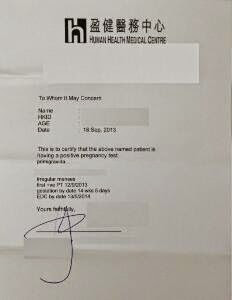 盈健醫務中心
HUMAN HEALTH MEDICAL CENTRE
To Whom It May Concern
Name :
HKID :
AGE :
Date : 18 Sep, 2013
This is to certify that the above named patient is
having a positive pregnancy test
primigravida
irregular menses
first +ve PT 12/9/2013
gestation by date 14 wks 5 days
EDC by date 13/5/2014
Yours faithfully,